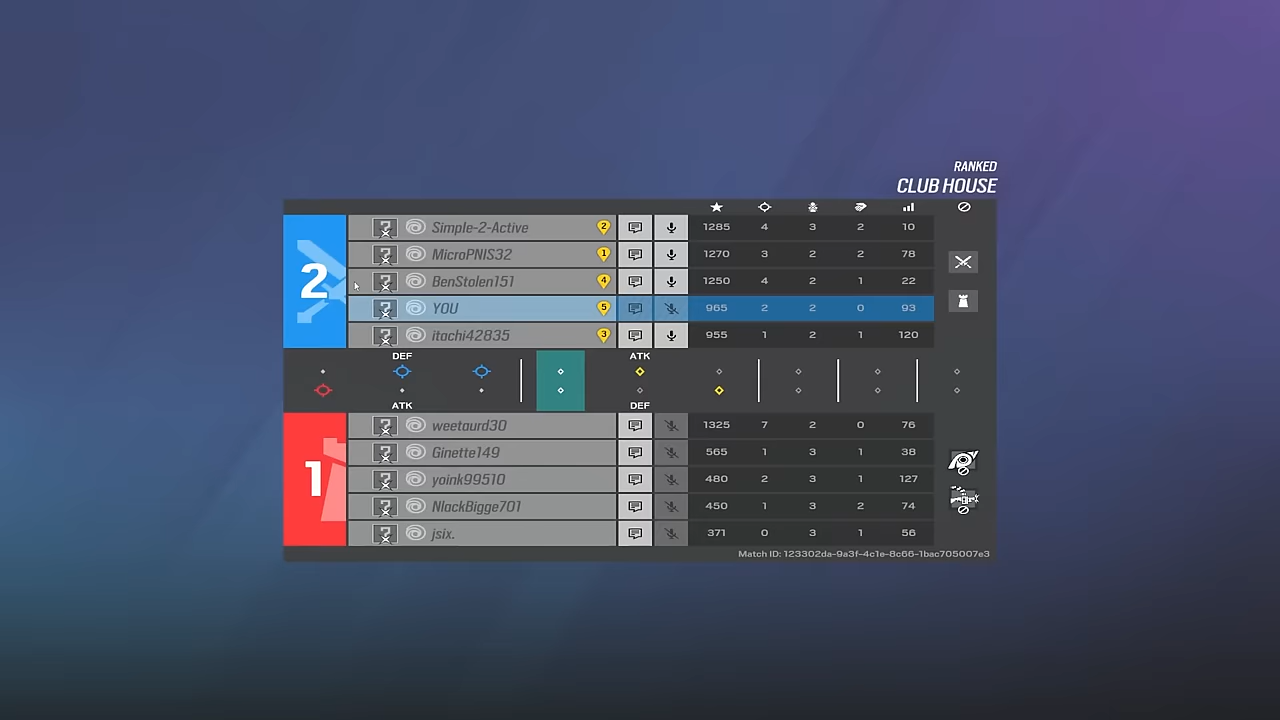 RANKED
CLUB HOUSE
2
Simple-2-Active 2 1285 4 3 2 10
MicroPNIS32 1 1270 3 2 2 78
BenStolen151 4 1250 4 2 1 22
YOU 5 965 2 2 0 93
itachi42835 3 955 1 2 1 120
DEF ATK
ATK DEF
1
weetaurd30 1325 7 2 0 76
Ginette149 565 1 3 1 38
yoink99510 480 2 3 1 127
NlackBigge701 450 1 3 2 74
jsix. 371 0 3 1 56
Match ID: 123302da-9a3f-4c1e-8c66-1bac705007e3